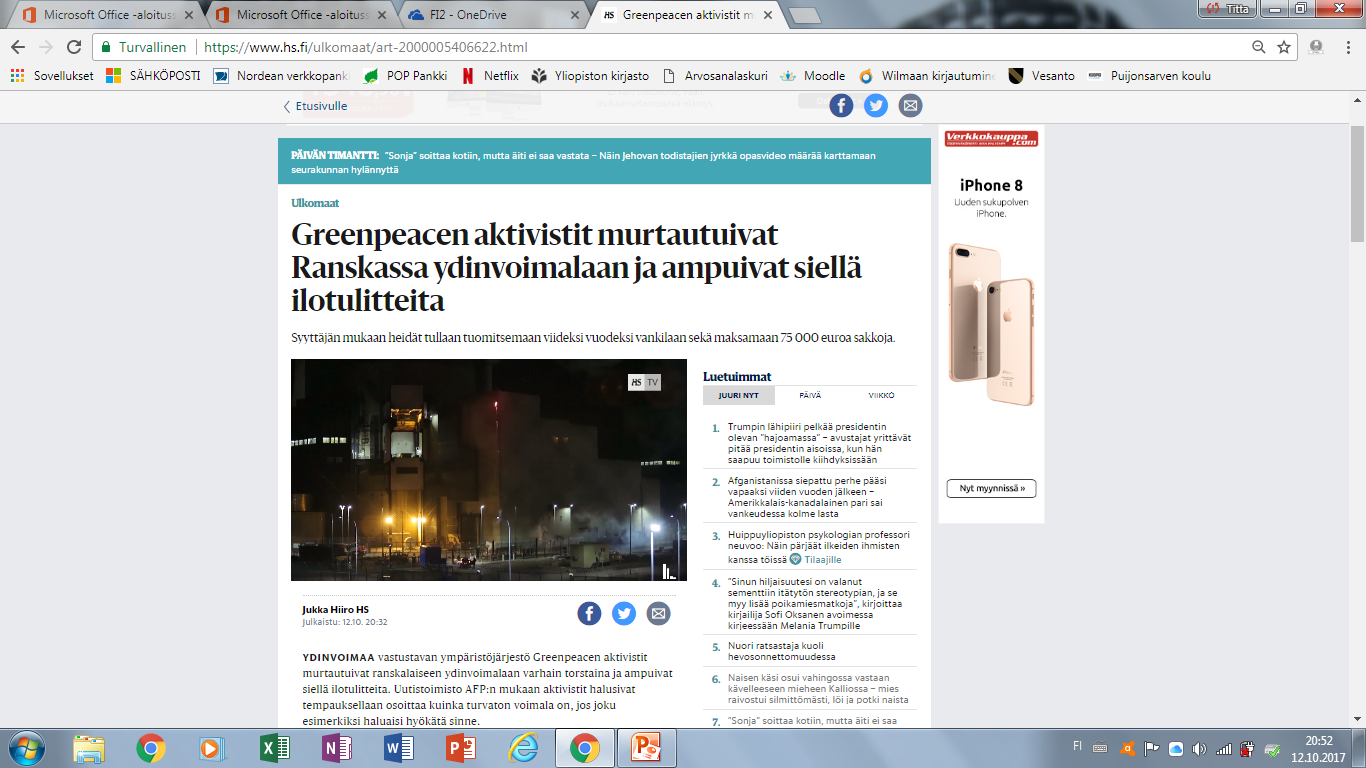 Microsoft Office -aloituss
Microsoft Office -aloituss
FI2 - OneDrive
HS Greenpeacen aktivistit m
Titta
Turvallinen https://www.hs.fi/ulkomaat/art-2000005406622.html
Sovellukset SÄHKÖPOSTI Nordean verkkopank POP Pankki Netflix Yliopiston kirjasto Arvosanalaskuri Moodle Wilmaan kirjautumine Vesanto Puijonsarven koulu
Etusivulle
PÄIVÄN TIMANTTI: "Sonja" soittaa kotiin, mutta äiti ei saa vastata – Näin Jehovan todistajien jyrkkä opasvideo määrää karttamaan
seurakunnan hylännyttä
Ulkomaat
Greenpeacen aktivistit murtautuivat
Ranskassa ydinvoimalaan ja ampuivat siellä
ilotulitteita
Syyttäjän mukaan heidät tullaan tuomitsemaan viideksi vuodeksi vankilaan sekä maksamaan 75 000 euroa sakkoja.
HS TV
Jukka Hiiro HS
Julkaistu: 12.10. 20:32
YDINVOIMAA vastustavan ympäristöjärjestö Greenpeacen aktivistit
murtautuivat ranskalaiseen ydinvoimalaan varhain torstaina ja ampuivat
siellä ilotulitteita. Uutistoimisto AFP:n mukaan aktivistit halusivat
tempauksellaan osoittaa kuinka turvaton voimala on, jos joku
esimerkiksi haluaisi hyökätä sinne.
Luetuimmat
JUURI NYT PÄIVÄ VIIKKO
1. Trumpin lähipiiri pelkää presidentin
olevan "hajoamassa" – avustajat yrittävät
pitää presidentin aisoissa, kun hän
saapuu toimistolle kiihdyksissään
2. Afganistanissa siepattu perhe pääsi
vapaaksi viiden vuoden jälkeen –
Amerikkalais-kanadalainen pari sai
vankeudessa kolme lasta
3. Huippuyliopiston psykologian professori
neuvoo: Näin pärjäät ilkeiden ihmisten
kanssa töissä Tilaajille
4. "Sinun hiljaisuutesi on valanut
sementtiin itätytön stereotypian, ja se
myy lisää poikamiesmatkoja", kirjoittaa
kirjailija Sofi Oksanen avoimessa
kirjeessään Melania Trumpille
5. Nuori ratsastaja kuoli
hevosonnettomuudessa
6. Naisen käsi osui vahingossa vastaan
kävelleeseen mieheen Kalliossa – mies
raivostui silmittömästi, löi ja potki naista
7. "Sonja" soittaa kotiin, mutta äiti ei saa
Verkkokauppa
.com
iPhone 8
Uuden sukupolven
iPhone.
Nyt myynnissä »
FI
20:52
12.10.2017